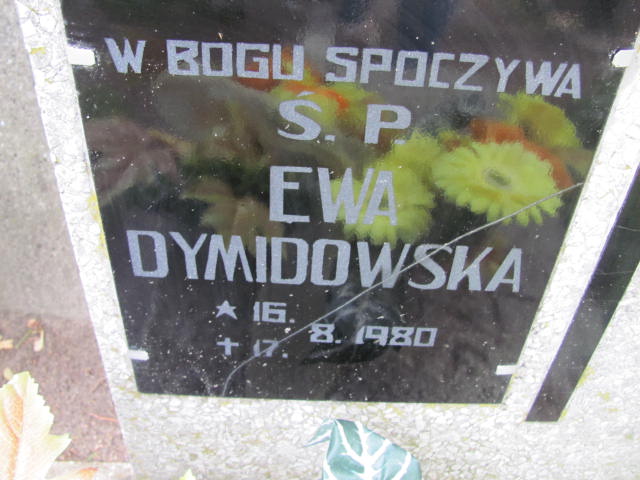 W BOGU SPOCZYWA
Ś. P.
EWA
DYMIDOWSKA
★ 16.
8. 1980
✝ 17.